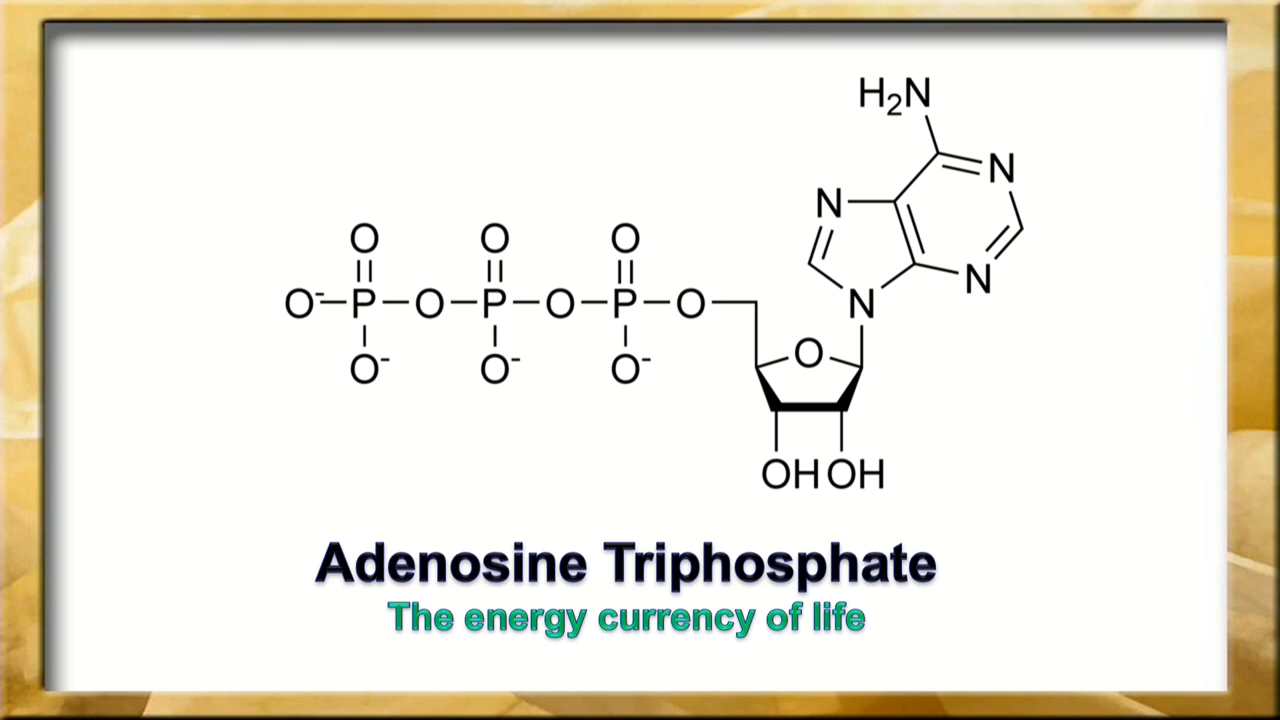 H₂N
N
N
N
N
O O O
O⁻ P O P O P O
O⁻ O⁻ O⁻
O
OH OH
Adenosine Triphosphate
The energy currency of life